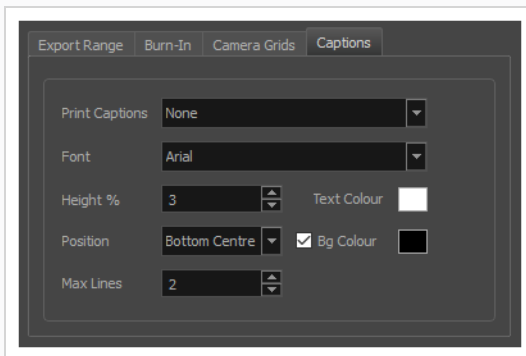 Export Range Burn-In Camera Grids Captions
Print Captions None
Font Arial
Height % 3 Text Colour
Position Bottom Centre Bg Colour
Max Lines 2